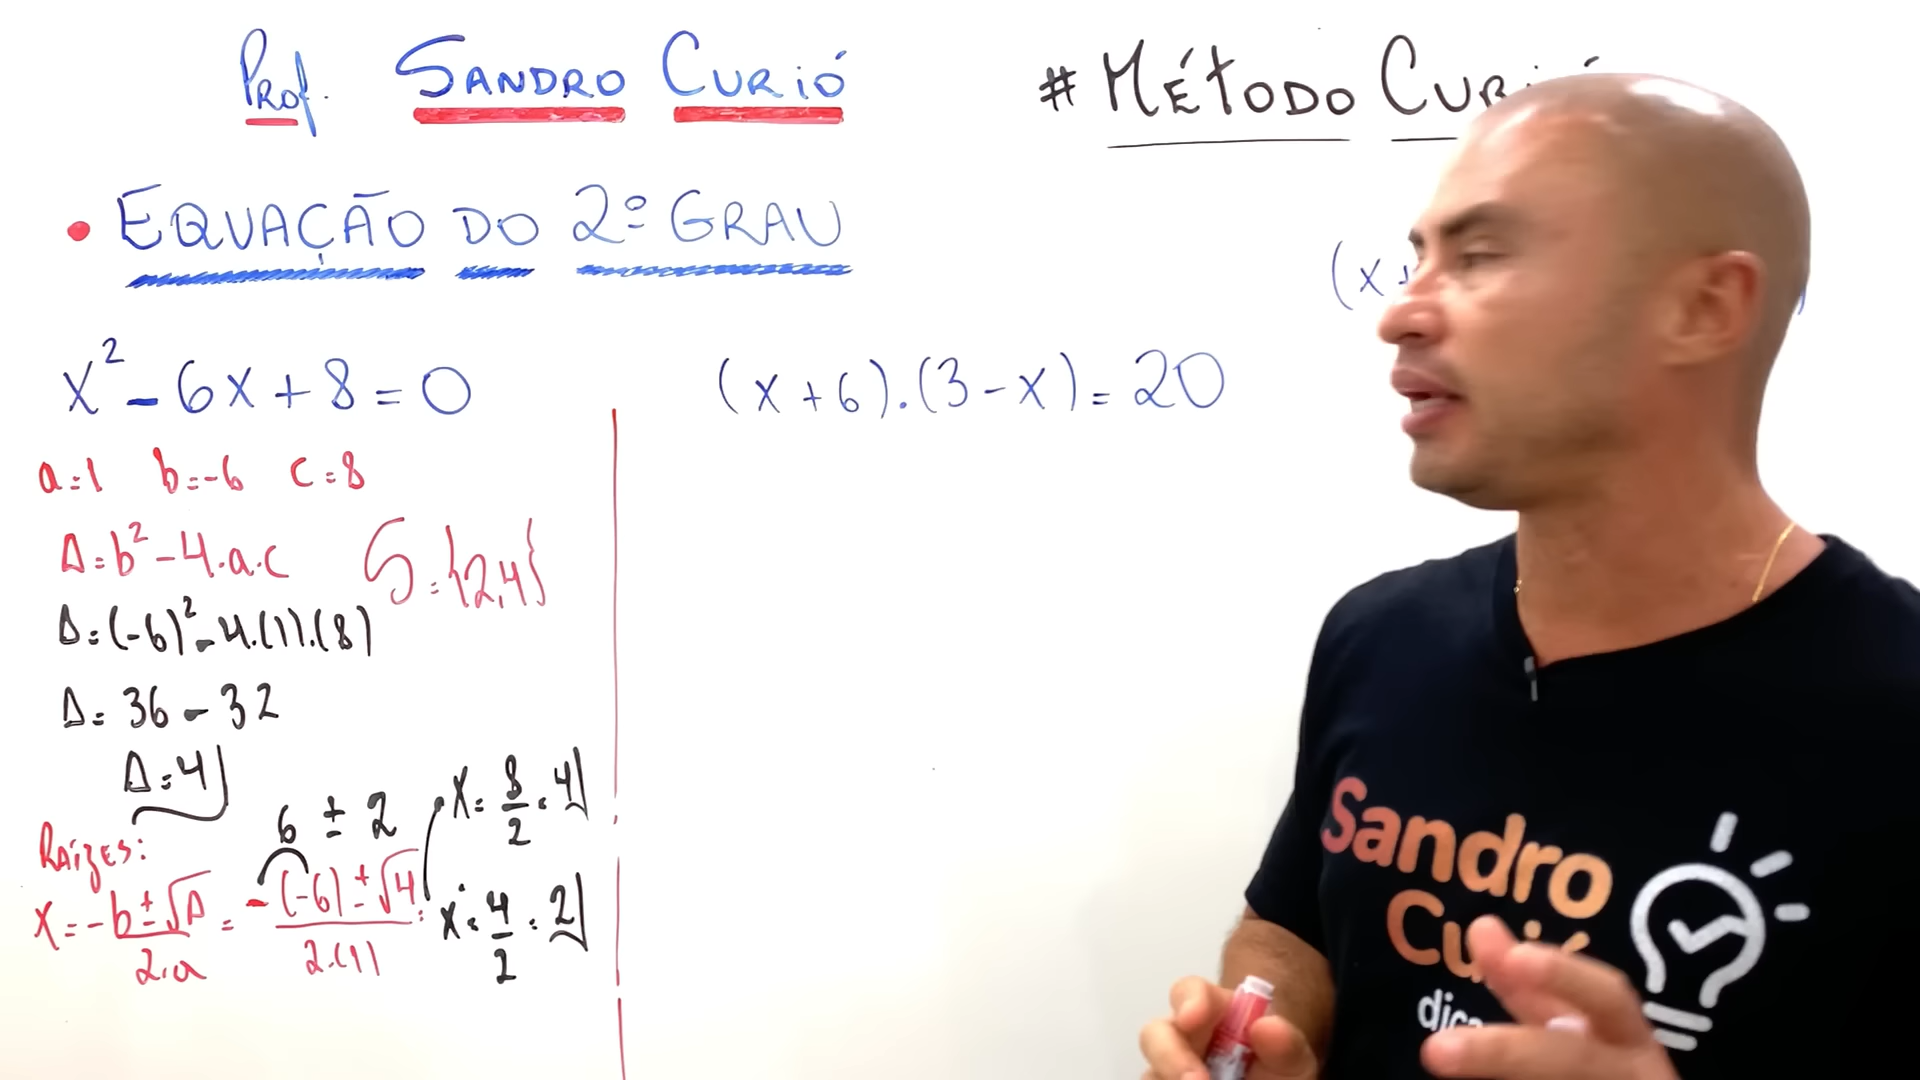 Prof. SANDRO CURIÓ
# MÉTODO
• EQUAÇÃO DO 2º GRAU
x² - 6x + 8 = 0
a = 1 b = -6 c = 8
Δ = b² - 4·a·c
S = {2,4}
Δ = (-6)² - 4.(1).(8)
Δ = 36 - 32
Δ = 4
RAÍZES:
x = -b ± √Δ / 2.a = -(-6) ± √4 / 2.(1) =
6 ± 2
x' = 8/2 = 4
x'' = 4/2 = 2
(x + 6).(3 - x) = 20
(x +
Sandro